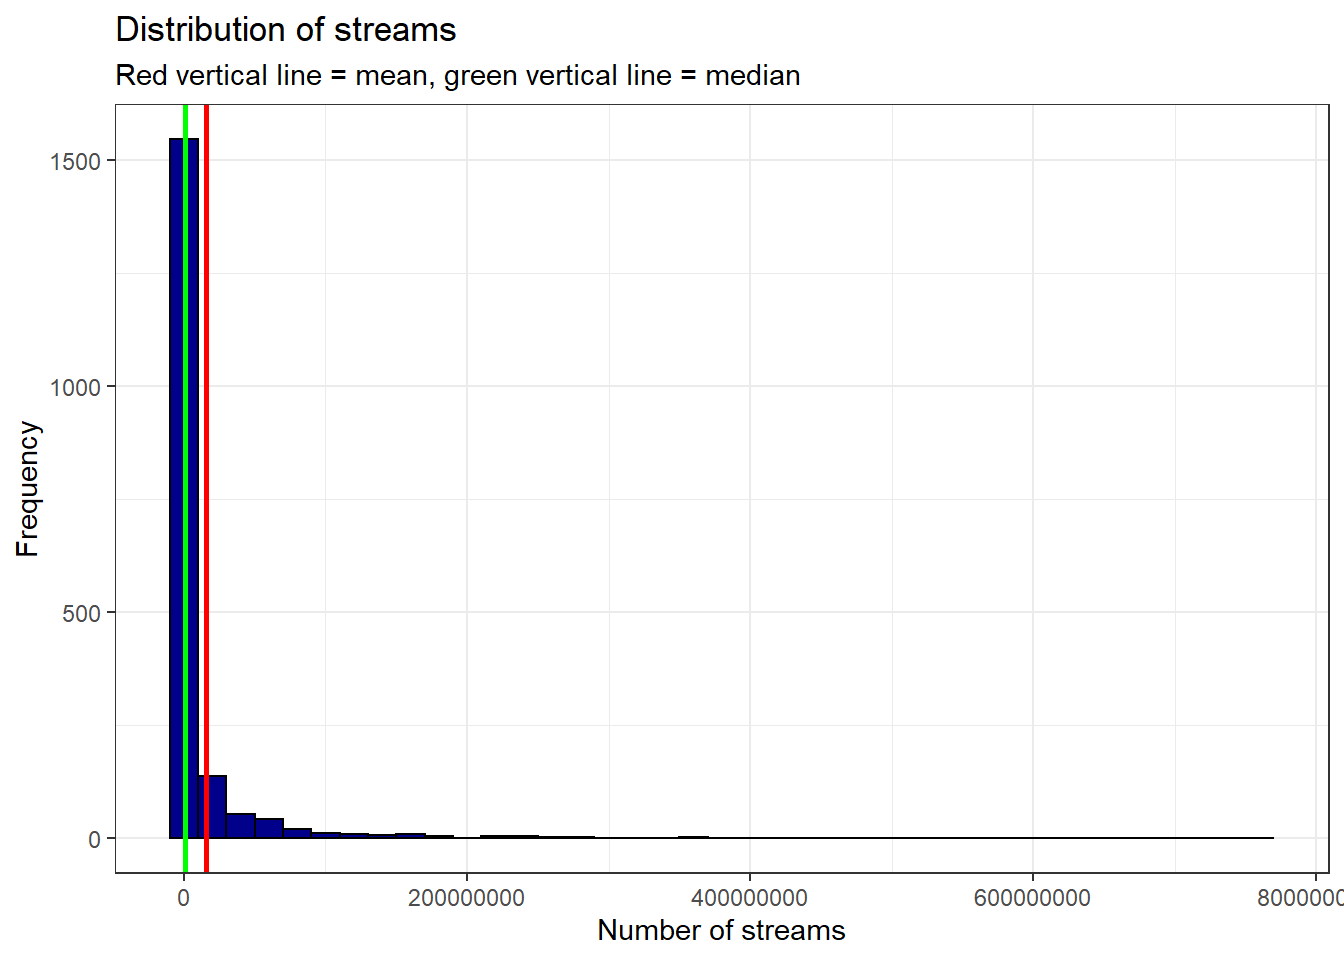 Distribution of streams
Red vertical line = mean, green vertical line = median
1500
1000
500
0
Frequency
0
200000000
400000000
600000000
Number of streams